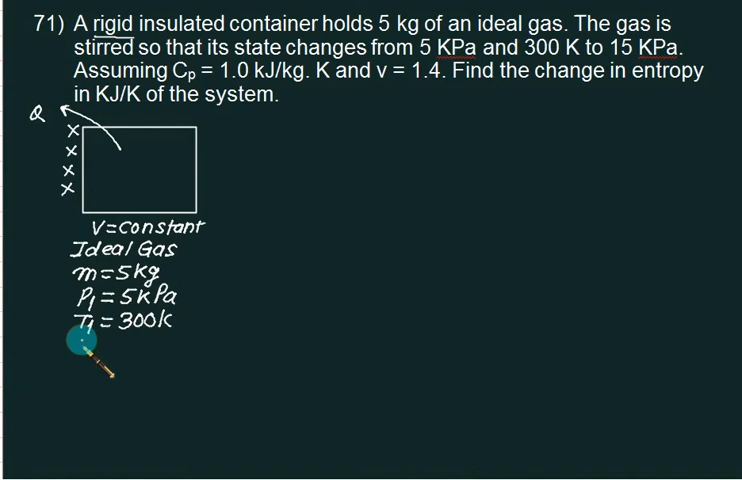 71) A rigid insulated container holds 5 kg of an ideal gas. The gas is
stirred so that its state changes from 5 KPa and 300 K to 15 KPa.
Assuming Cp = 1.0 kJ/kg. K and v = 1.4. Find the change in entropy
in KJ/K of the system.
Q
x
x
x
x
V=constant
Ideal Gas
m=5kg
P1=5kPa
T1=300k